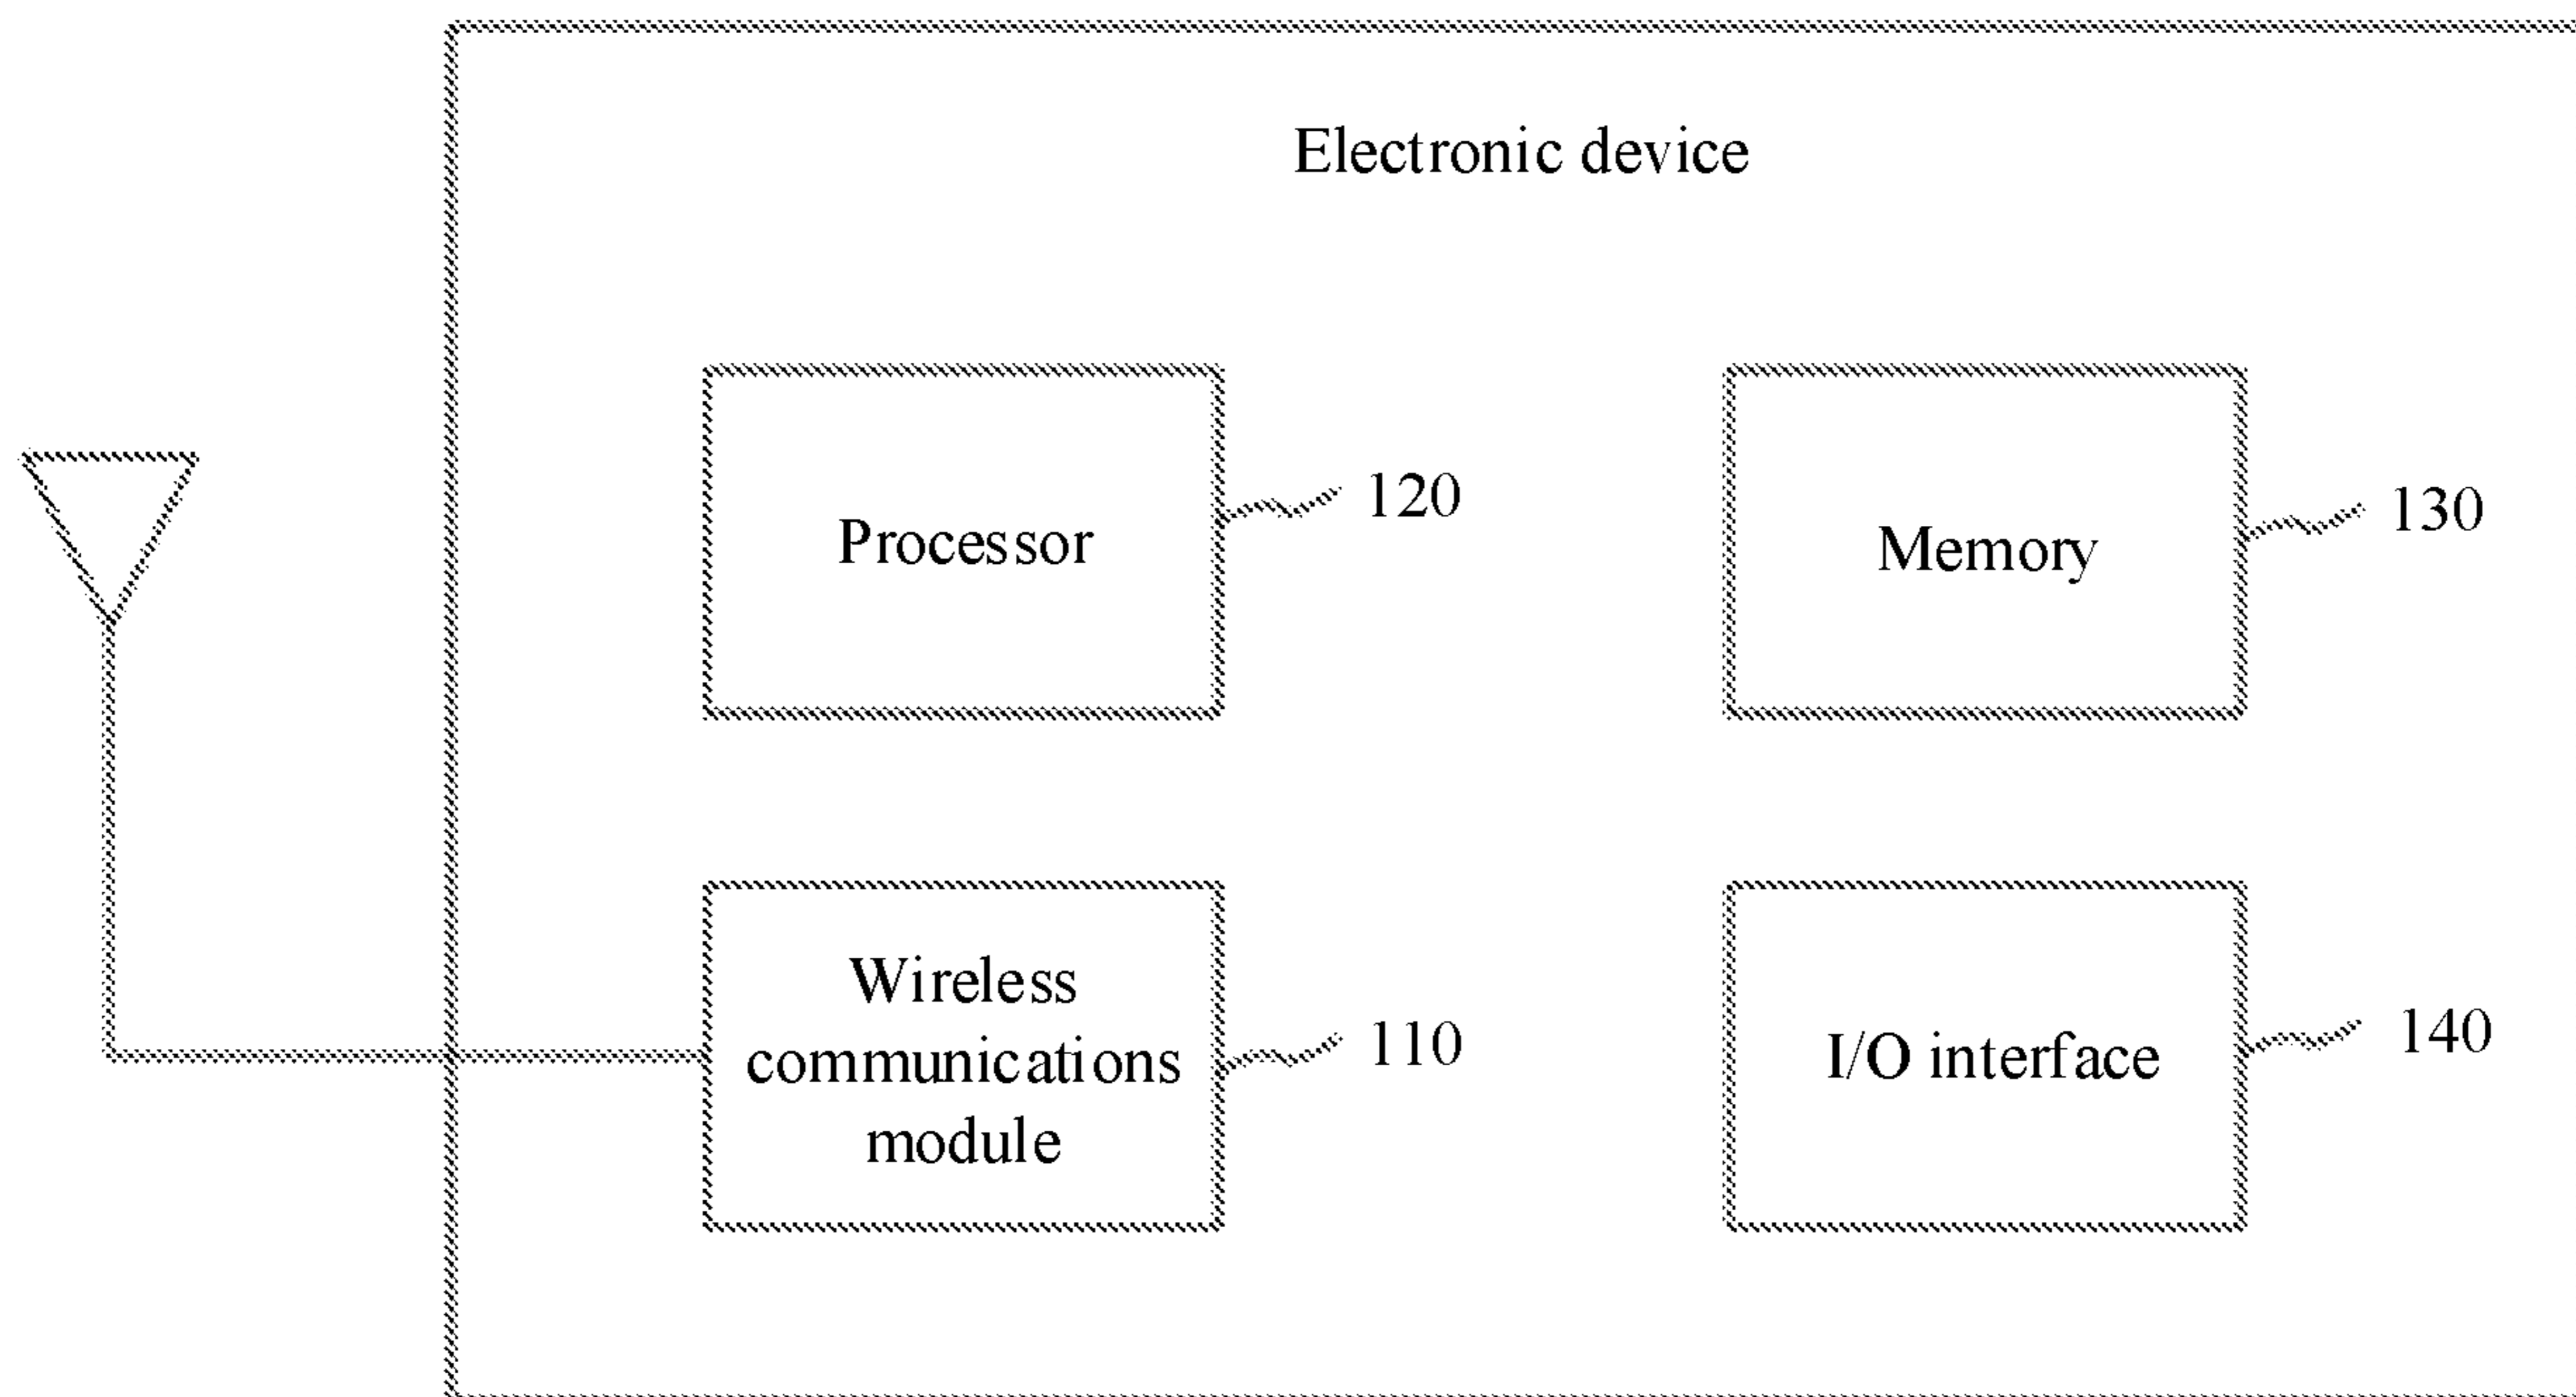 Electronic device
Processor
120
Memory
130
Wireless
communications
module
110
I/O interface
140